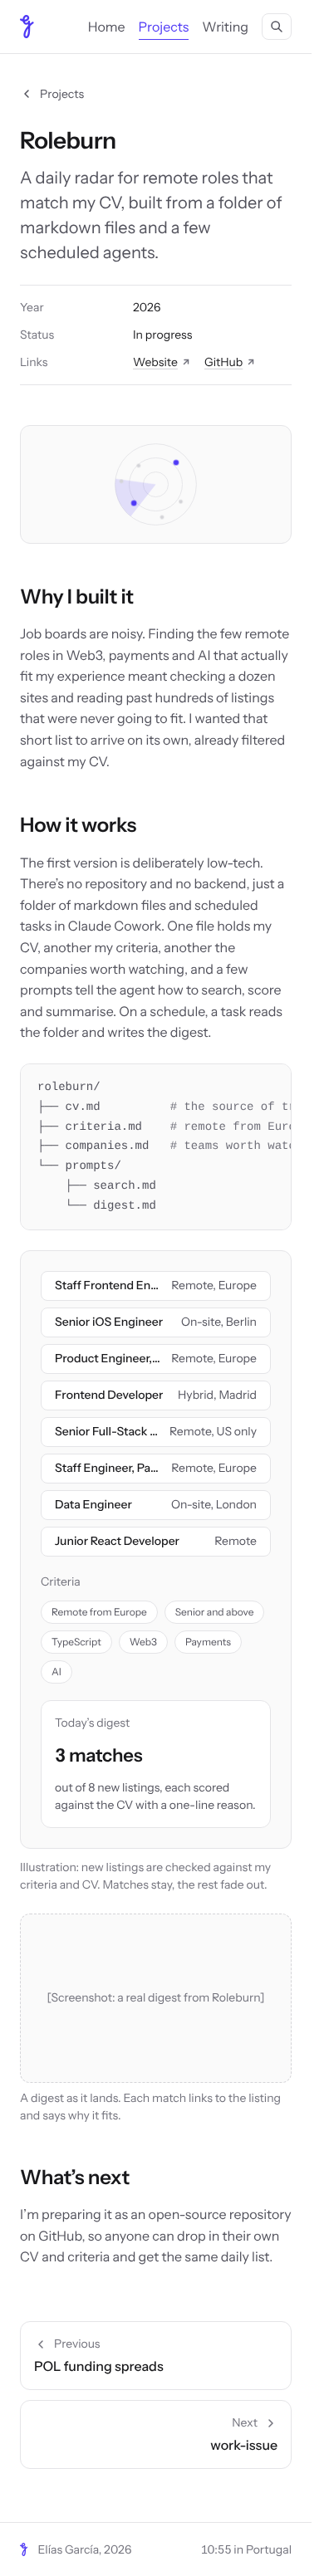 Home Projects Writing
Projects
Roleburn
A daily radar for remote roles that
match my CV, built from a folder of
markdown files and a few
scheduled agents.
Year 2026
Status In progress
Links Website ↗ GitHub ↗
Why I built it
Job boards are noisy. Finding the few remote
roles in Web3, payments and AI that actually
fit my experience meant checking a dozen
sites and reading past hundreds of listings
that were never going to fit. I wanted that
short list to arrive on its own, already filtered
against my CV.
How it works
The first version is deliberately low-tech.
There's no repository and no backend, just a
folder of markdown files and scheduled
tasks in Claude Cowork. One file holds my
CV, another my criteria, another the
companies worth watching, and a few
prompts tell the agent how to search, score
and summarise. On a schedule, a task reads
the folder and writes the digest.
roleburn/
├── cv.md # the source of t
├── criteria.md # remote from Eur
├── companies.md # teams worth wat
└── prompts/
├── search.md
└── digest.md
Staff Frontend En... Remote, Europe
Senior iOS Engineer On-site, Berlin
Product Engineer,... Remote, Europe
Frontend Developer Hybrid, Madrid
Senior Full-Stack ... Remote, US only
Staff Engineer, Pa... Remote, Europe
Data Engineer On-site, London
Junior React Developer Remote
Criteria
Remote from Europe Senior and above
TypeScript Web3 Payments
AI
Today's digest
3 matches
out of 8 new listings, each scored
against the CV with a one-line reason.
Illustration: new listings are checked against my
criteria and CV. Matches stay, the rest fade out.
[Screenshot: a real digest from Roleburn]
A digest as it lands. Each match links to the listing
and says why it fits.
What's next
I'm preparing it as an open-source repository
on GitHub, so anyone can drop in their own
CV and criteria and get the same daily list.
Previous
POL funding spreads
Next
work-issue
Elías García, 2026 10:55 in Portugal